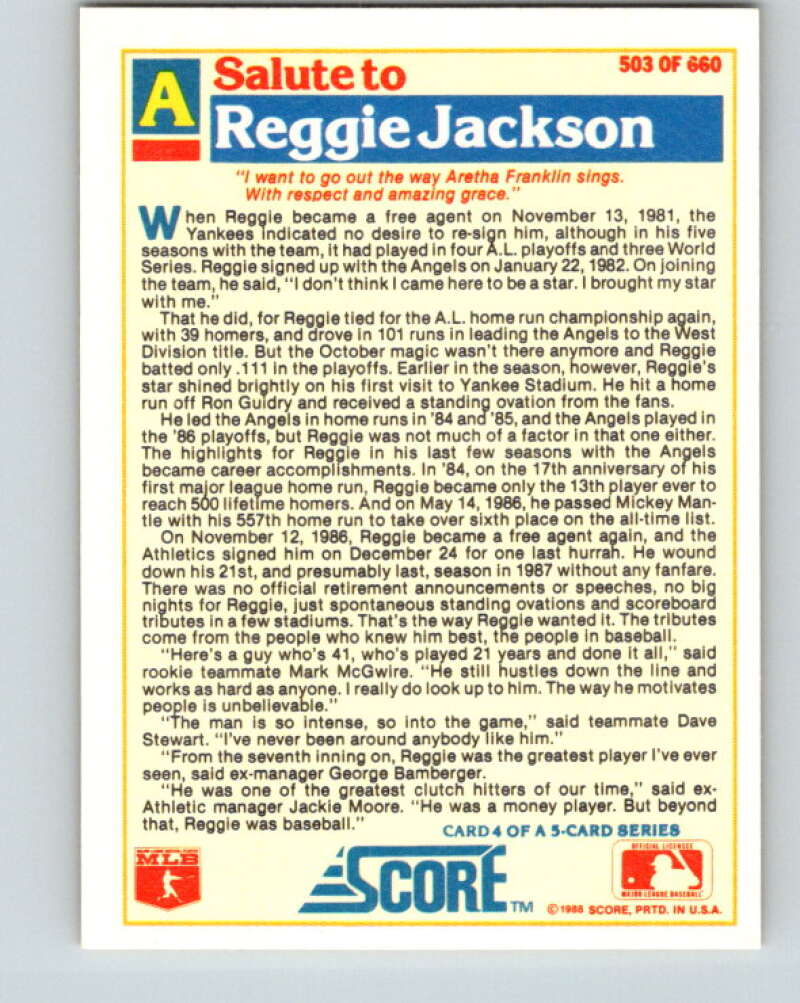 A Salute to
503 OF 660
Reggie Jackson
"I want to go out the way Aretha Franklin sings.
With respect and amazing grace."
When Reggie became a free agent on November 13, 1981, the
Yankees indicated no desire to re-sign him, although in his five
seasons with the team, it had played in four A.L. playoffs and three World
Series. Reggie signed up with the Angels on January 22, 1982. On joining
the team, he said, "I don't think I came here to be a star. I brought my star
with me."
That he did, for Reggie tied for the A.L. home run championship again,
with 39 homers, and drove in 101 runs in leading the Angels to the West
Division title. But the October magic wasn't there anymore and Reggie
batted only .111 in the playoffs. Earlier in the season, however, Reggie's
star shined brightly on his first visit to Yankee Stadium. He hit a home
run off Ron Guidry and received a standing ovation from the fans.
He led the Angels in home runs in '84 and '85, and the Angels played in
the '86 playoffs, but Reggie was not much of a factor in that one either.
The highlights for Reggie in his last few seasons with the Angels
became career accomplishments. In '84, on the 17th anniversary of his
first major league home run, Reggie became only the 13th player ever to
reach 500 lifetime homers. And on May 14, 1986, he passed Mickey Man-
tle with his 557th home run to take over sixth place on the all-time list.
On November 12, 1986, Reggie became a free agent again, and the
Athletics signed him on December 24 for one last hurrah. He wound
down his 21st, and presumably last, season in 1987 without any fanfare.
There was no official retirement announcements or speeches, no big
nights for Reggie, just spontaneous standing ovations and scoreboard
tributes in a few stadiums. That's the way Reggie wanted it. The tributes
come from the people who knew him best, the people in baseball.
"Here's a guy who's 41, who's played 21 years and done it all," said
rookie teammate Mark McGwire. "He still hustles down the line and
works as hard as anyone. I really do look up to him. The way he motivates
people is unbelievable."
"The man is so intense, so into the game," said teammate Dave
Stewart. "I've never been around anybody like him."
"From the seventh inning on, Reggie was the greatest player I've ever
seen, said ex-manager George Bamberger.
"He was one of the greatest clutch hitters of our time," said ex-
Athletic manager Jackie Moore. "He was a money player. But beyond
that, Reggie was baseball."
CARD 4 OF A 5-CARD SERIES
MLB
SCORE TM
OFFICIAL LICENSEE
MAJOR LEAGUE BASEBALL
©1988 SCORE, PRTD. IN U.S.A.